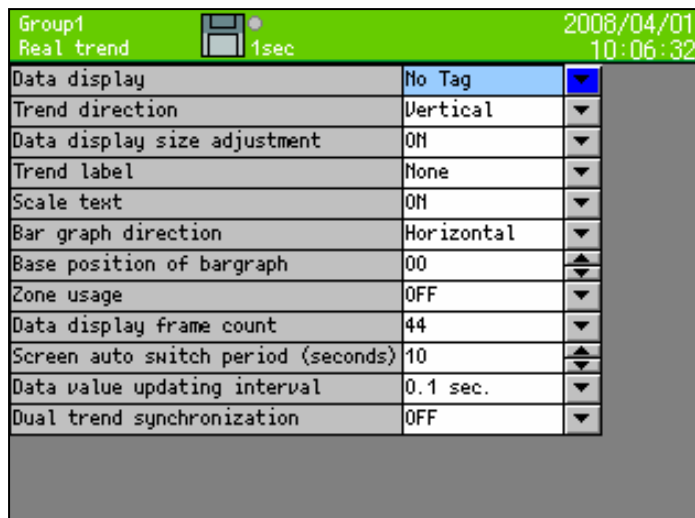 Group1
2008/04/01
Real trend
1sec
10:06:32
Data display No Tag
Trend direction Vertical
Data display size adjustment ON
Trend label None
Scale text ON
Bar graph direction Horizontal
Base position of bargraph 00
Zone usage OFF
Data display frame count 44
Screen auto switch period (seconds) 10
Data value updating interval 0.1 sec.
Dual trend synchronization OFF